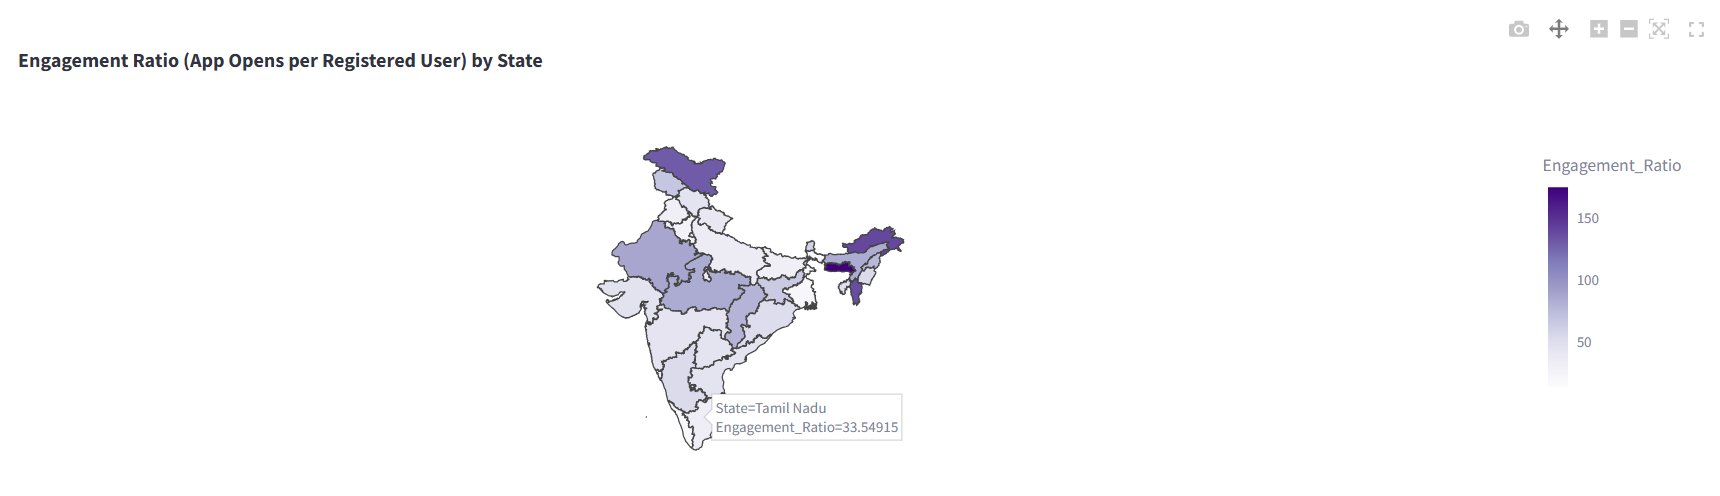 Engagement Ratio (App Opens per Registered User) by State
Engagement_Ratio
150
100
50
State=Tamil Nadu
Engagement_Ratio=33.54915